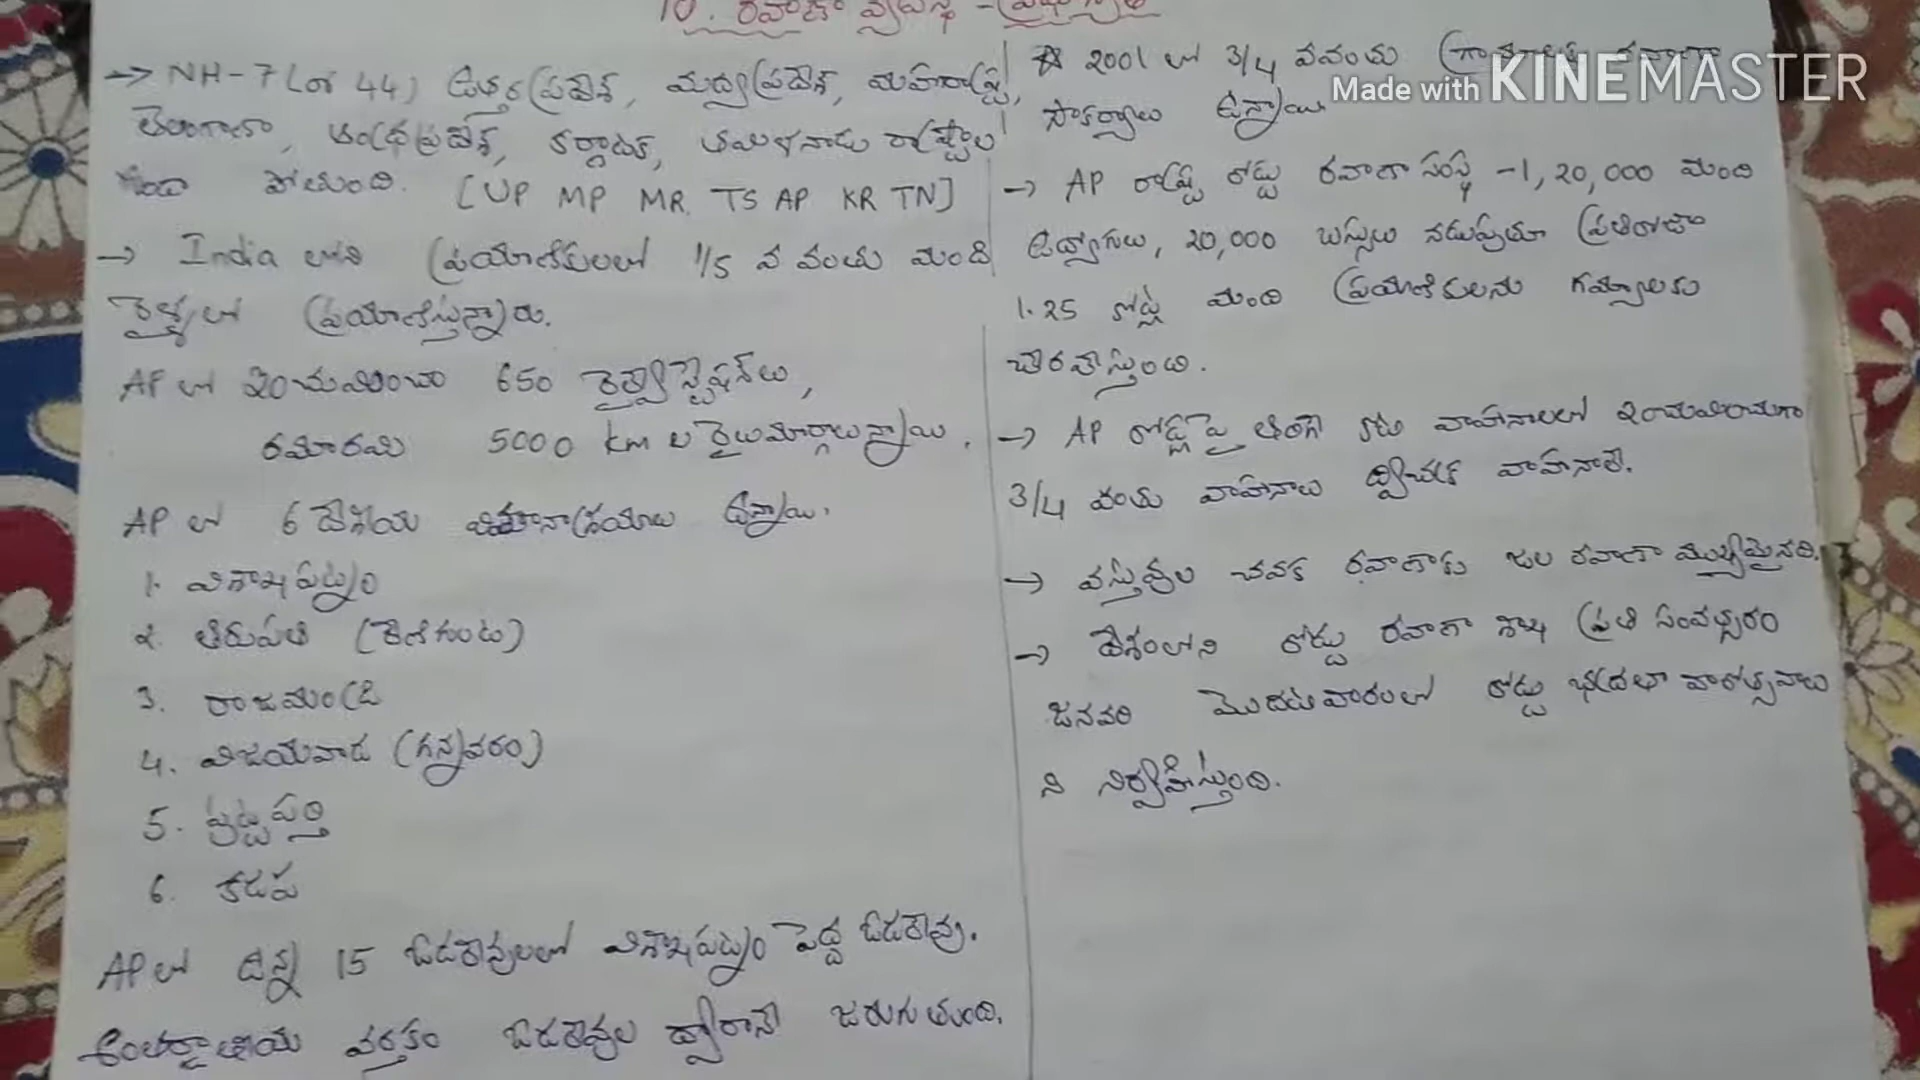 10. రవాణా వ్యవస్థ -
→ NH-7 (లేక 44) ఉత్తరప్రదేశ్, మధ్యప్రదేశ్, మహారాష్ట్ర,
తెలంగాణా, ఆంధ్రప్రదేశ్, కర్ణాటక, తమిళనాడు రాష్ట్రాల
గుండా పోతుంది. [UP MP MR. TS AP KR TN]
→ India లోని ప్రయాణికులలో 1/5 వ వంతు మంది
రైళ్ళలో ప్రయాణిస్తున్నారు.
AP లో 650 రైల్వే స్టేషన్‌లు,
రమారమి 5000 km ల రైలుమార్గాలున్నాయి.
AP లో 6 దేశీయ విమానాశ్రయాలు ఉన్నాయి.
1. విశాఖపట్నం
2. తిరుపతి (రేణిగుంట)
3. రాజమండ్రి
4. విజయవాడ (గన్నవరం)
5. పుట్టపర్తి
6. కడప
AP లో ఉన్న 15 ఓడరేవులలో విశాఖపట్నం పెద్ద ఓడరేవు.
అంతర్జాతీయ వర్తకం ఓడరేవుల ద్వారానే జరుగుతుంది.
2001 లో 3/4 వవంతు
సౌకర్యాలు ఉన్నాయి
→ AP రాష్ట్ర రోడ్డు రవాణా సంస్థ -1,20,000 మంది
ఉద్యోగులు, 20,000 బస్సులు నడుపుతూ ప్రతిరోజూ
1.25 కోట్ల మంది ప్రయాణికులను గమ్యాలకు
చేరవేస్తుంది.
→ AP రోడ్లపై తిరిగే వాహనాలలో
3/4 వంతు వాహనాలు ద్విచక్ర వాహనాలే.
→ వస్తువుల చవక రవాణాకు జల రవాణా ముఖ్యమైనది.
→ దేశంలోని రోడ్డు రవాణా శాఖ ప్రతి సంవత్సరం
జనవరి మొదటివారంలో రోడ్డు భద్రతా వారోత్సవాలు
ని నిర్వహిస్తుంది.
Made with KINEMASTER